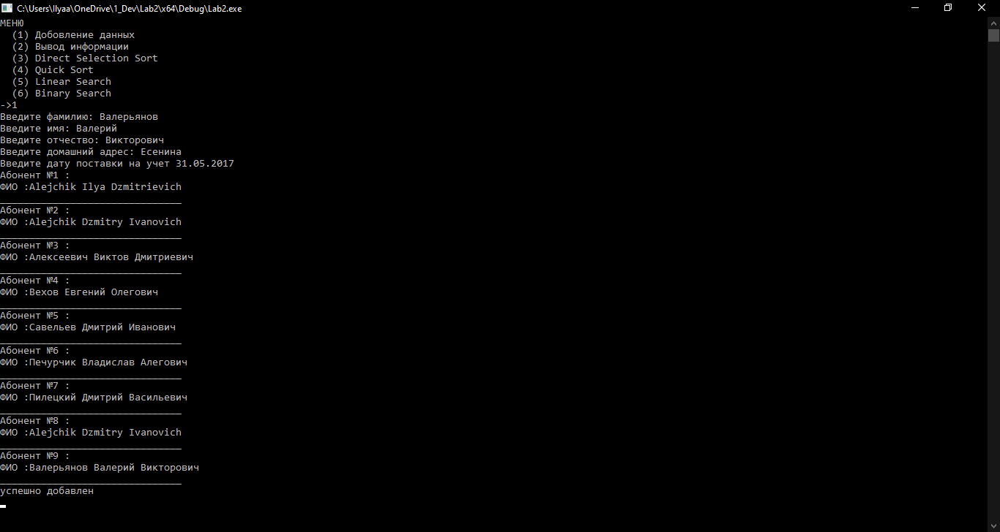 C:\Users\Ilyaa\OneDrive\1_Dev\Lab2\x64\Debug\Lab2.exe
МЕНЮ
(1) Добовление данных
(2) Вывод информации
(3) Direct Selection Sort
(4) Quick Sort
(5) Linear Search
(6) Binary Search
->1
Введите фамилию: Валерьянов
Введите имя: Валерий
Введите отчество: Викторович
Введите домашний адрес: Есенина
Введите дату поставки на учет 31.05.2017
Абонент №1 :
ФИО :Alejchik Ilya Dzmitrievich
_______________________________
Абонент №2 :
ФИО :Alejchik Dzmitry Ivanovich
_______________________________
Абонент №3 :
ФИО :Алексеевич Виктов Дмитриевич
_______________________________
Абонент №4 :
ФИО :Вехов Евгений Олегович
_______________________________
Абонент №5 :
ФИО :Савельев Дмитрий Иванович
_______________________________
Абонент №6 :
ФИО :Печурчик Владислав Алегович
_______________________________
Абонент №7 :
ФИО :Пилецкий Дмитрий Васильевич
_______________________________
Абонент №8 :
ФИО :Alejchik Dzmitry Ivanovich
_______________________________
Абонент №9 :
ФИО :Валерьянов Валерий Викторович
_______________________________
успешно добавлен